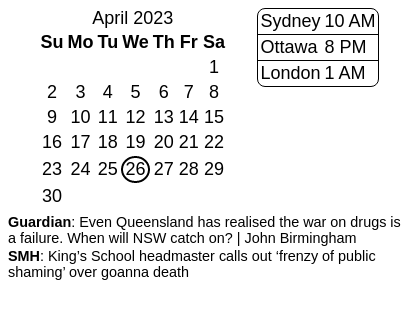 April 2023
Su Mo Tu We Th Fr Sa
1
2 3 4 5 6 7 8
9 10 11 12 13 14 15
16 17 18 19 20 21 22
23 24 25 26 27 28 29
30
Sydney 10 AM
Ottawa 8 PM
London 1 AM
Guardian: Even Queensland has realised the war on drugs is
a failure. When will NSW catch on? | John Birmingham
SMH: King's School headmaster calls out ‘frenzy of public
shaming’ over goanna death